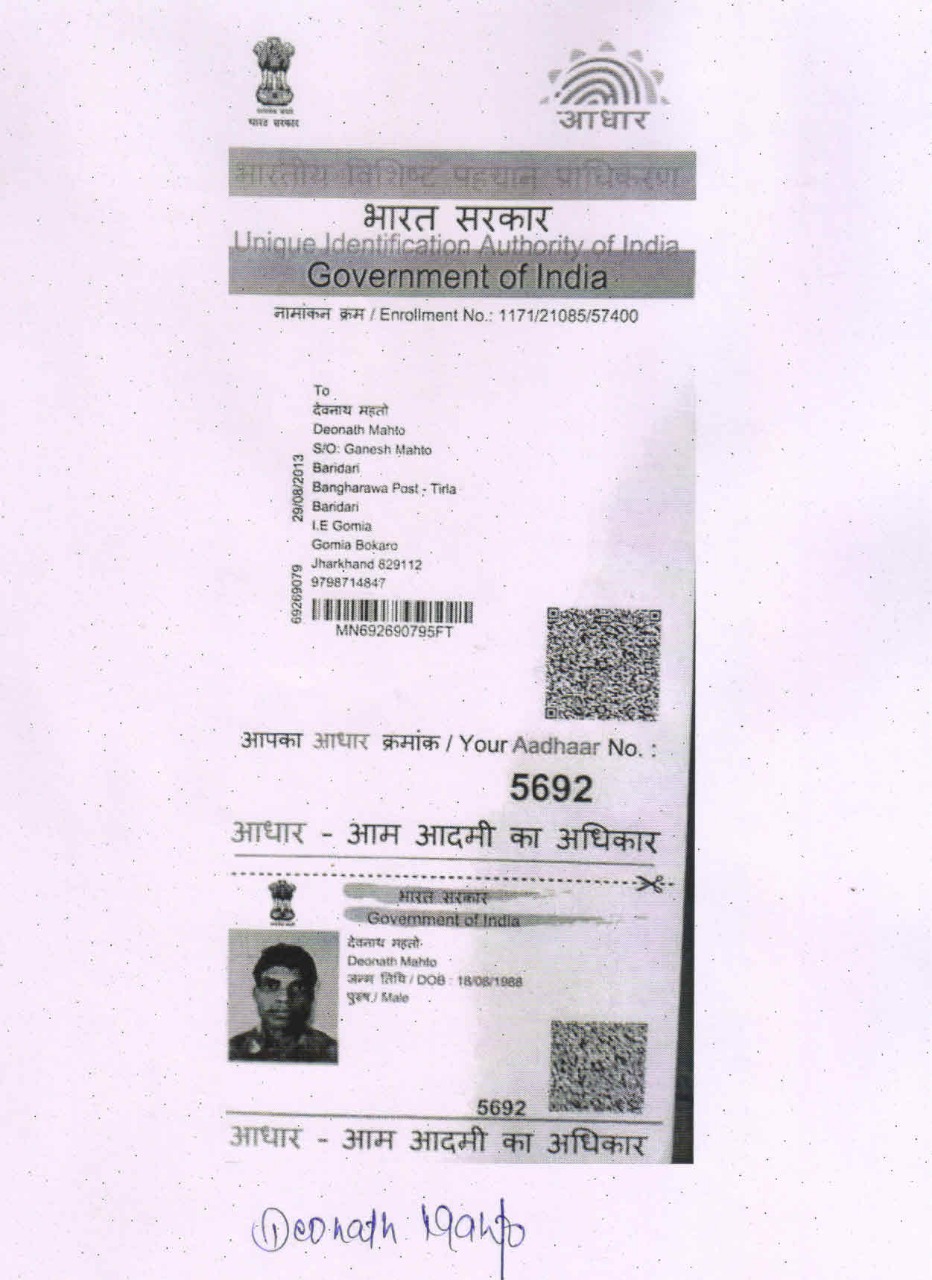 भारत सरकार
आधार
भारतीय विशिष्ट पहचान प्राधिकरण
भारत सरकार
Unique Identification Authority of India
Government of India
नामांकन क्रम / Enrollment No.: 1171/21085/57400
To
देवनाथ महतो
Deonath Mahto
S/O: Ganesh Mahto
Baridari
Bangharawa Post - Tirla
Baridari
I.E Gomia
Gomia Bokaro
Jharkhand 829112
9798714847
29/08/2013
69269079
MN692690795FT
आपका आधार क्रमांक / Your Aadhaar No. :
5692
आधार - आम आदमी का अधिकार
भारत सरकार
Government of India
देवनाथ महतो
Deonath Mahto
जन्म तिथि / DOB : 18/08/1988
पुरुष / Male
5692
आधार - आम आदमी का अधिकार
Deonath Mahto